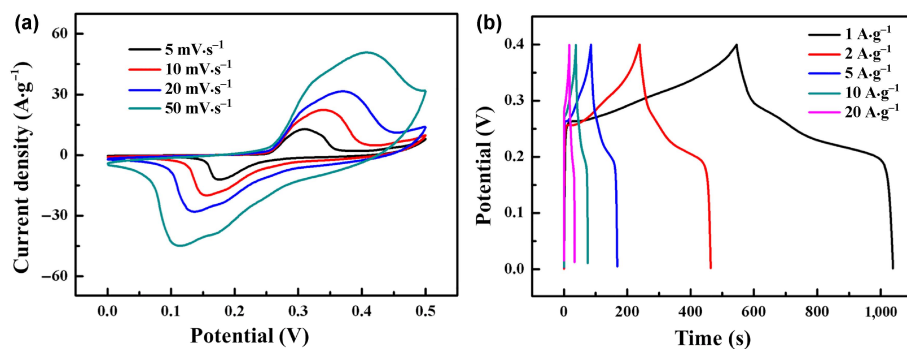 (a)
Current density (A·g⁻¹)
60
30
0
−30
−60
5 mV·s⁻¹
10 mV·s⁻¹
20 mV·s⁻¹
50 mV·s⁻¹
0.0 0.1 0.2 0.3 0.4 0.5
Potential (V)
(b)
Potential (V)
0.4
0.3
0.2
0.1
0.0
1 A·g⁻¹
2 A·g⁻¹
5 A·g⁻¹
10 A·g⁻¹
20 A·g⁻¹
0 200 400 600 800 1,000
Time (s)